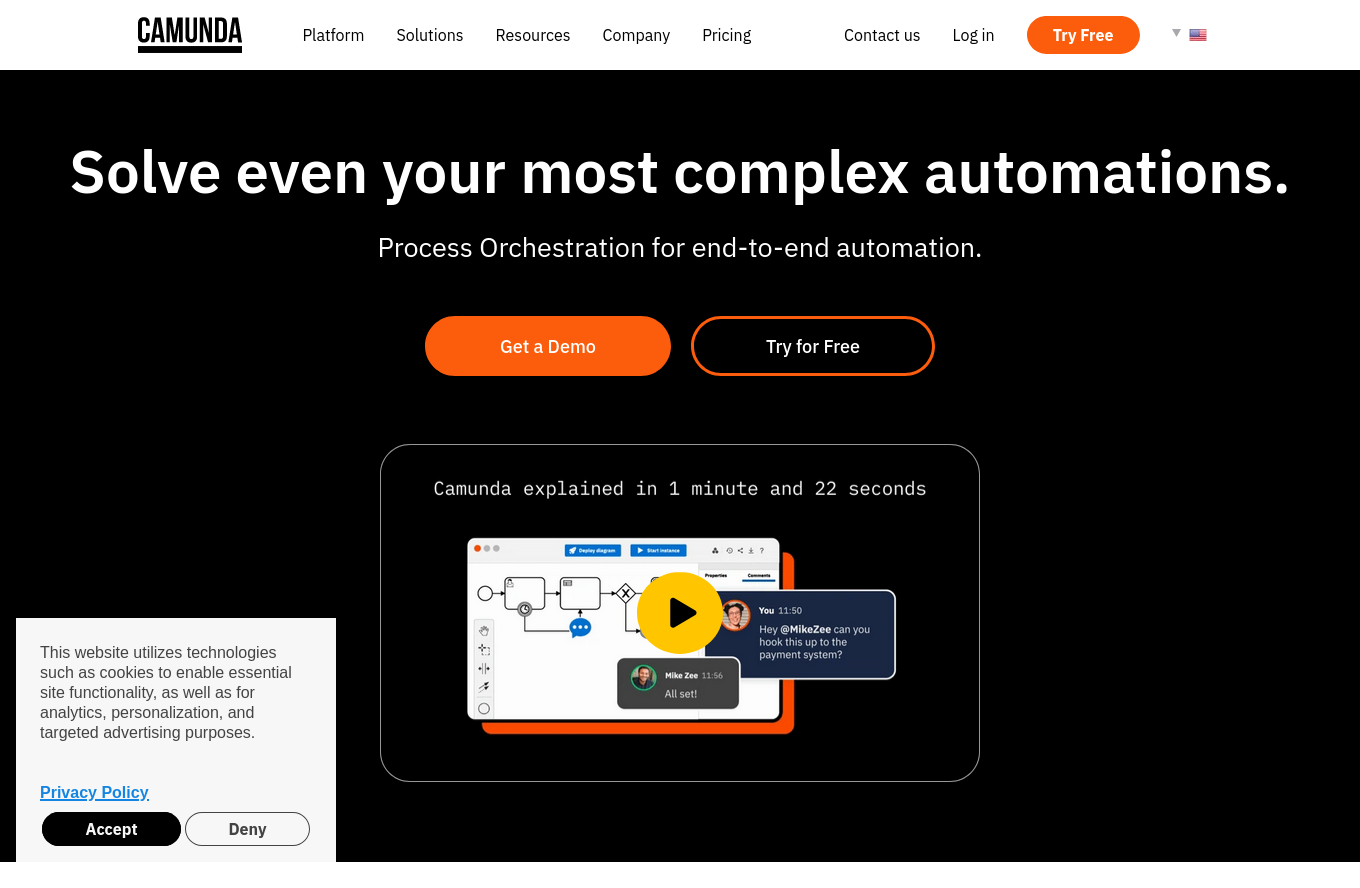 CAMUNDA
Platform
Solutions
Resources
Company
Pricing
Contact us
Log in
Try Free
Solve even your most complex automations.
Process Orchestration for end-to-end automation.
Get a Demo
Try for Free
Camunda explained in 1 minute and 22 seconds
Deploy diagram
Start instance
?
Properties
Comments
You 11:50
Hey @MikeZee can you
hook this up to the
payment system?
Mike Zee 11:56
All set!
This website utilizes technologies
such as cookies to enable essential
site functionality, as well as for
analytics, personalization, and
targeted advertising purposes.
Privacy Policy
Accept
Deny